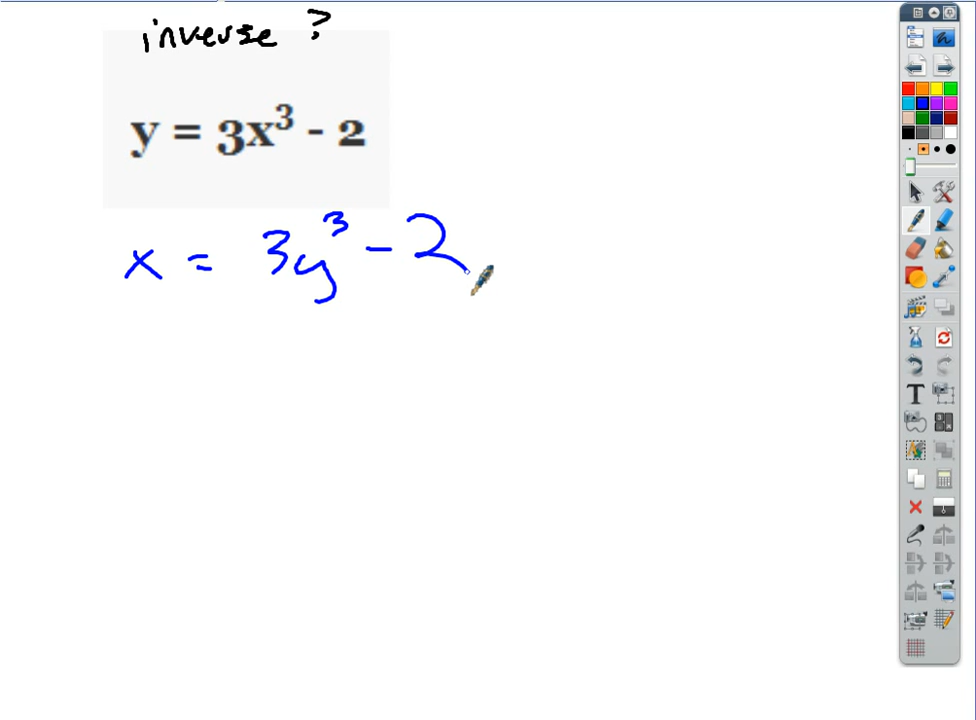 inverse ?
y = 3x³ - 2
x = 3y³ - 2
T